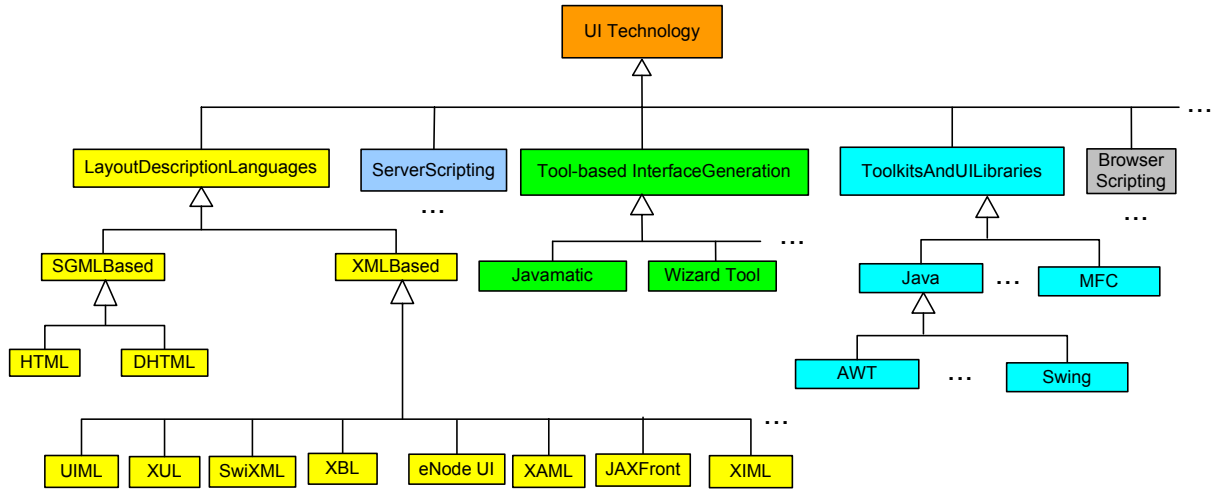 UI Technology
...
LayoutDescriptionLanguages
ServerScripting
Tool-based InterfaceGeneration
ToolkitsAndUILibraries
Browser
Scripting
...
...
SGMLBased
XMLBased
...
Javamatic
Wizard Tool
Java
...
MFC
HTML
DHTML
AWT
...
Swing
...
UIML
XUL
SwiXML
XBL
eNode UI
XAML
JAXFront
XIML